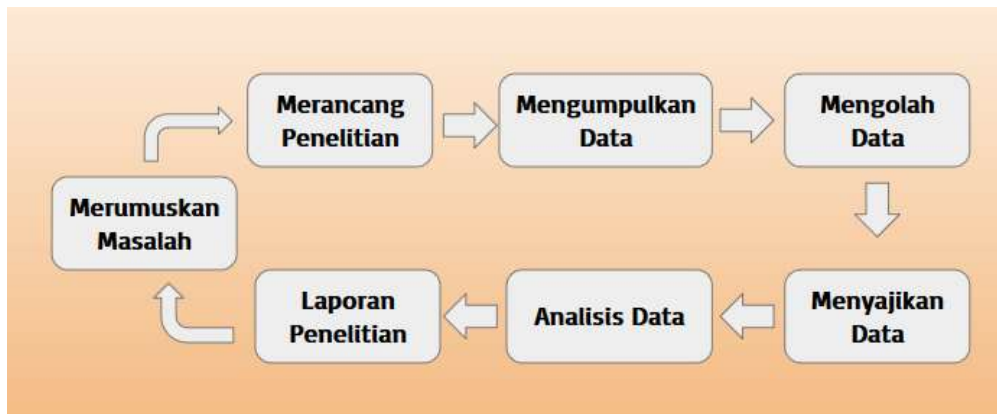 Merancang
Penelitian
Mengumpulkan
Data
Mengolah
Data
Merumuskan
Masalah
Laporan
Penelitian
Analisis Data
Menyajikan
Data